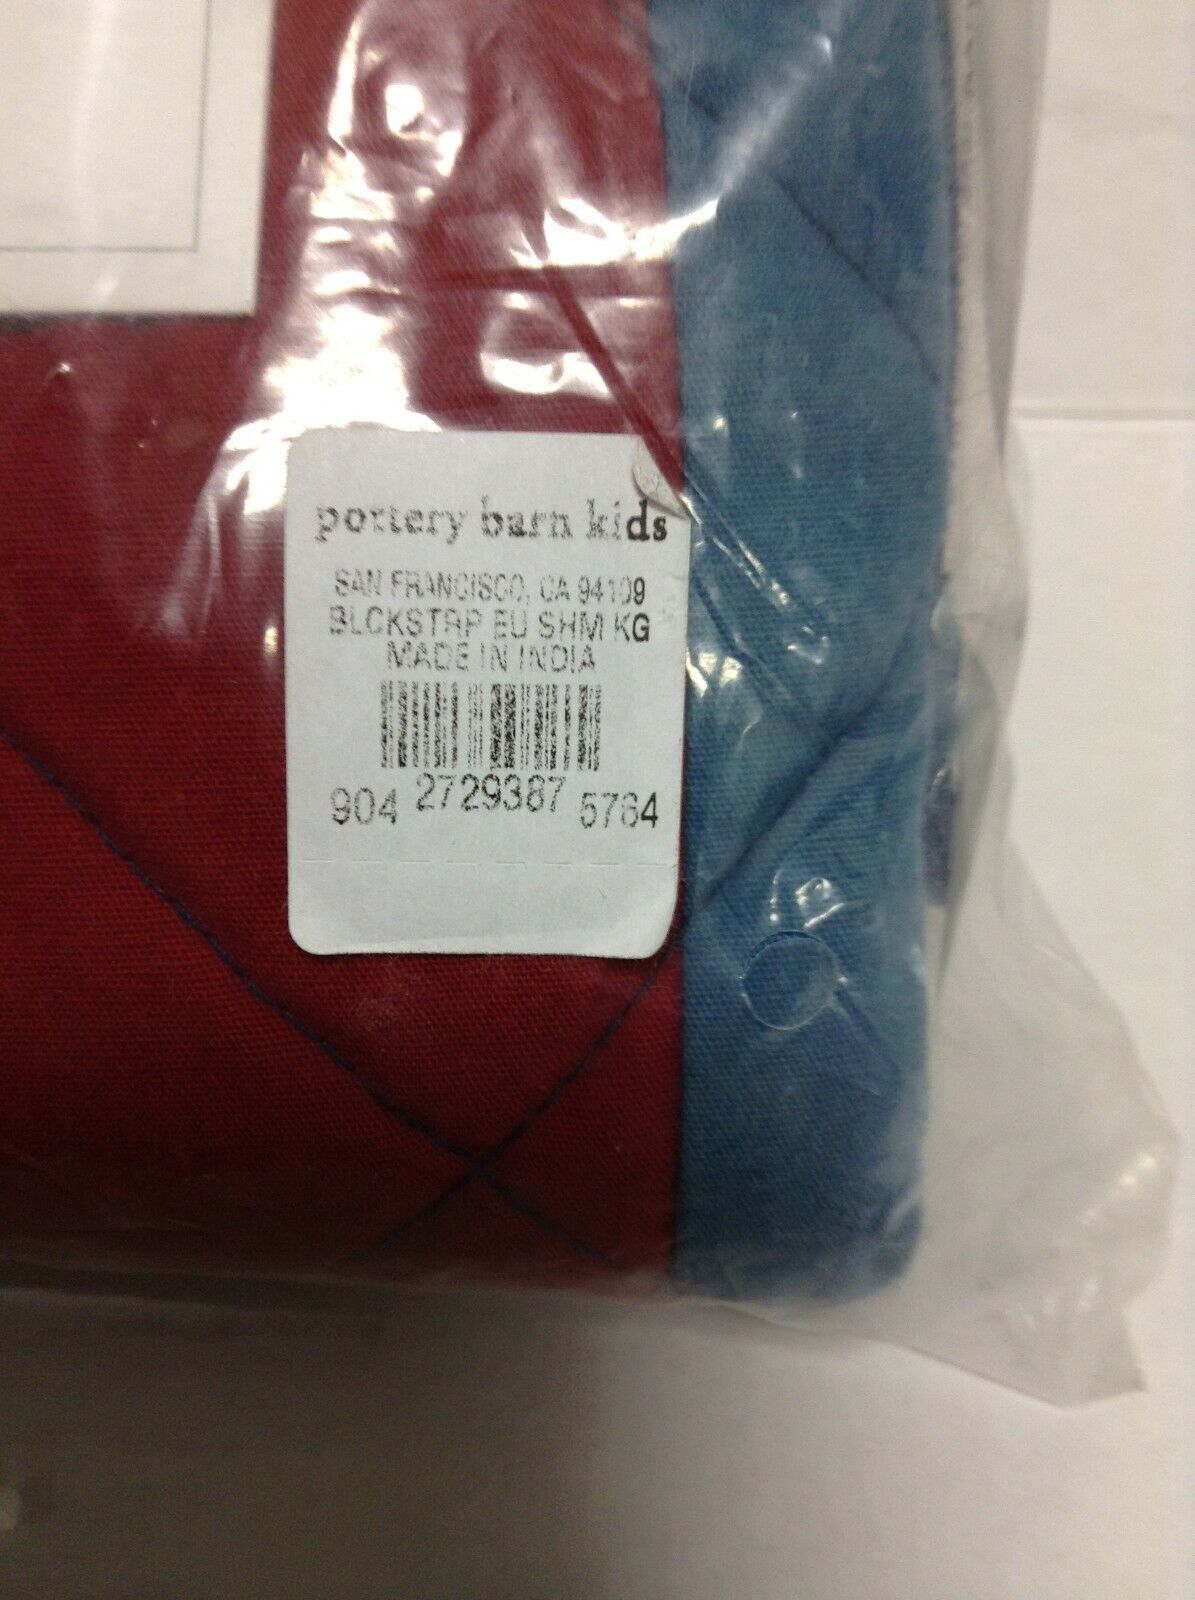 pottery barn kids
SAN FRANCISCO, CA 94109
BLCKSTRP EU SHM KG
MADE IN INDIA
904 2729387 5764